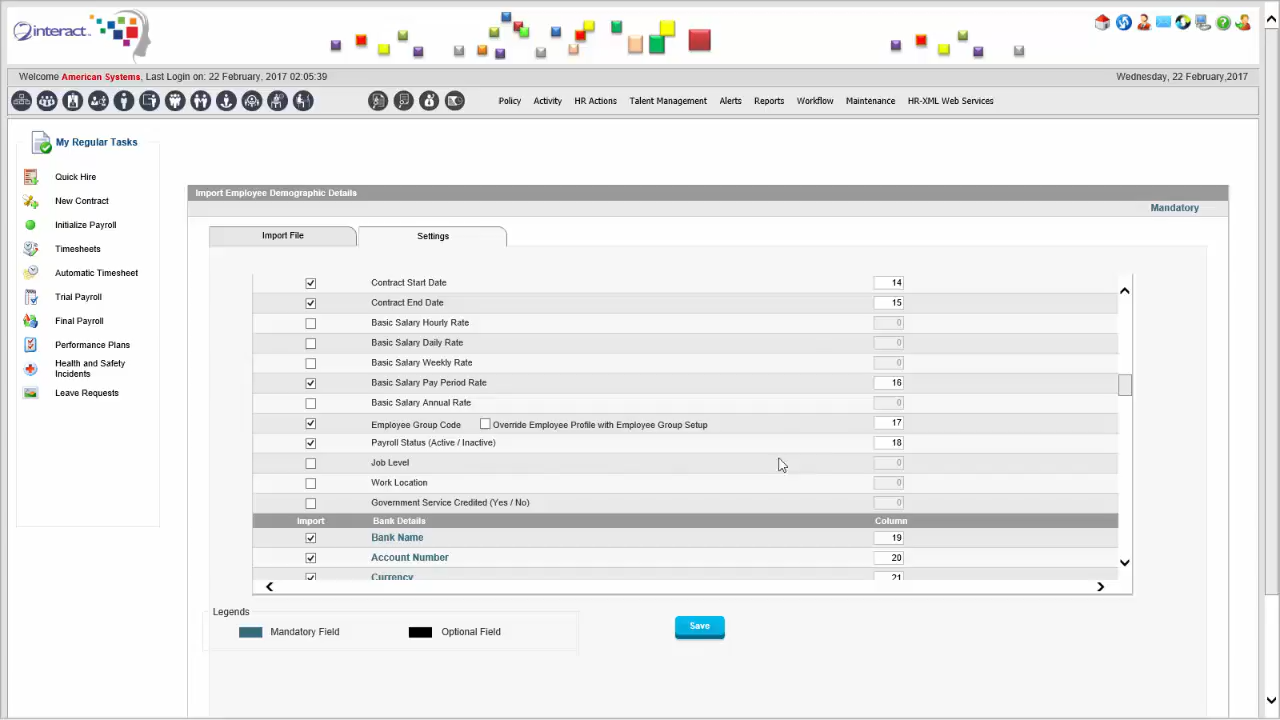 interact
Welcome American Systems, Last Login on: 22 February, 2017 02:05:39
Wednesday, 22 February,2017
Policy Activity HR Actions Talent Management Alerts Reports Workflow Maintenance HR-XML Web Services
My Regular Tasks
Quick Hire
New Contract
Initialize Payroll
Timesheets
Automatic Timesheet
Trial Payroll
Final Payroll
Performance Plans
Health and Safety
Incidents
Leave Requests
Import Employee Demographic Details
Mandatory
Import File Settings
Contract Start Date 14
Contract End Date 15
Basic Salary Hourly Rate 0
Basic Salary Daily Rate 0
Basic Salary Weekly Rate 0
Basic Salary Pay Period Rate 16
Basic Salary Annual Rate 0
Employee Group Code Override Employee Profile with Employee Group Setup 17
Payroll Status (Active / Inactive) 18
Job Level 0
Work Location 0
Government Service Credited (Yes / No) 0
Import Bank Details Column
Bank Name 19
Account Number 20
Currency 21
Legends
Mandatory Field Optional Field
Save